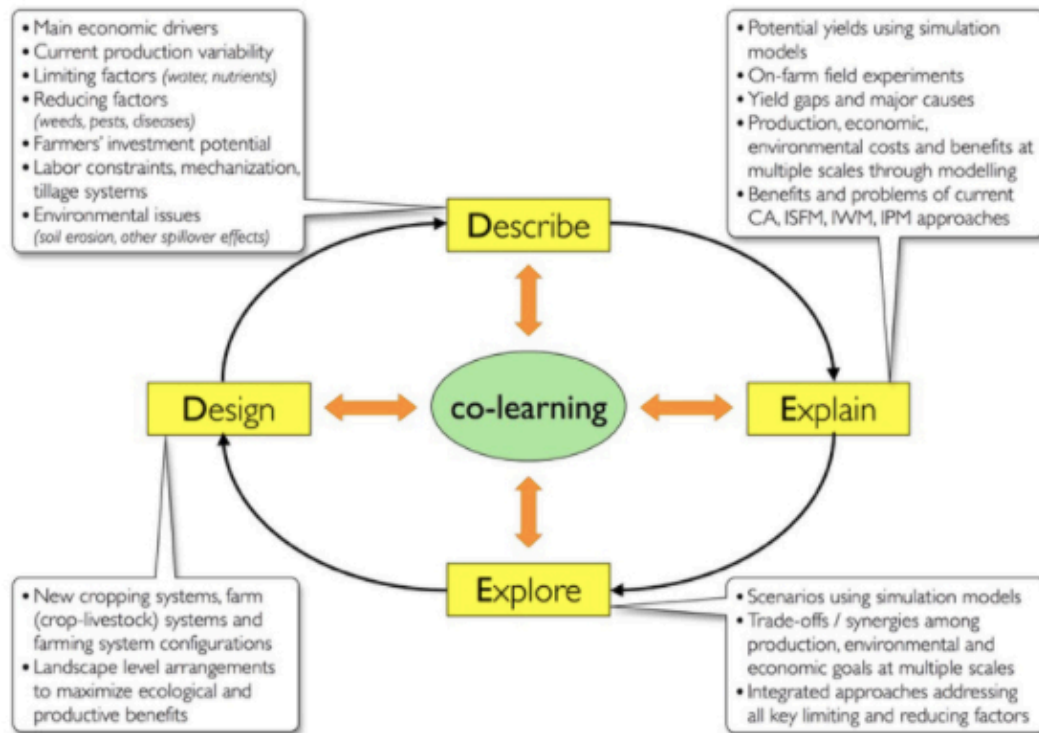 • Main economic drivers
• Current production variability
• Limiting factors (water, nutrients)
• Reducing factors
(weeds, pests, diseases)
• Farmers' investment potential
• Labor constraints, mechanization,
tillage systems
• Environmental issues
(soil erosion, other spillover effects)
• Potential yields using simulation
models
• On-farm field experiments
• Yield gaps and major causes
• Production, economic,
environmental costs and benefits at
multiple scales through modelling
• Benefits and problems of current
CA, ISFM, IWM, IPM approaches
Describe
Design
co-learning
Explain
Explore
• New cropping systems, farm
(crop-livestock) systems and
farming system configurations
• Landscape level arrangements
to maximize ecological and
productive benefits
• Scenarios using simulation models
• Trade-offs / synergies among
production, environmental and
economic goals at multiple scales
• Integrated approaches addressing
all key limiting and reducing factors